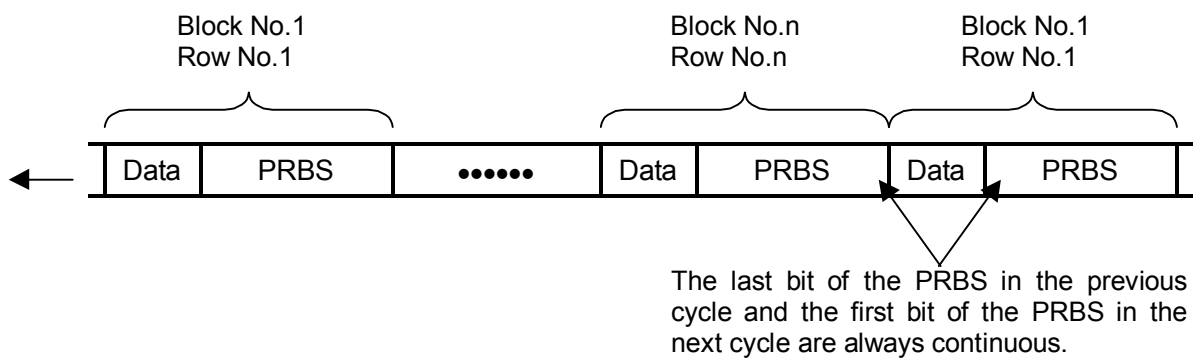 Block No.1 Block No.n Block No.1
Row No.1 Row No.n Row No.1
Data PRBS •••••• Data PRBS Data PRBS
The last bit of the PRBS in the previous
cycle and the first bit of the PRBS in the
next cycle are always continuous.